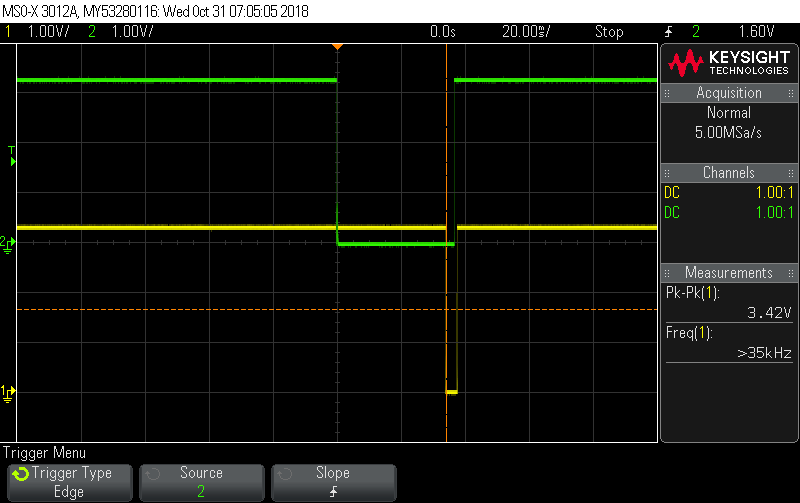 MSO-X 3012A, MY53280116: Wed Oct 31 07:05:05 2018
1 1.00V/ 2 1.00V/ 0.0s 20.00ms/ Stop 2 1.60V
KEYSIGHT
TECHNOLOGIES
Acquisition
Normal
5.00MSa/s
Channels
DC 1.00:1
DC 1.00:1
Measurements
Pk-Pk(1):
3.42V
Freq(1):
>35kHz
T
2
1
Trigger Menu
Trigger Type
Edge
Source
2
Slope